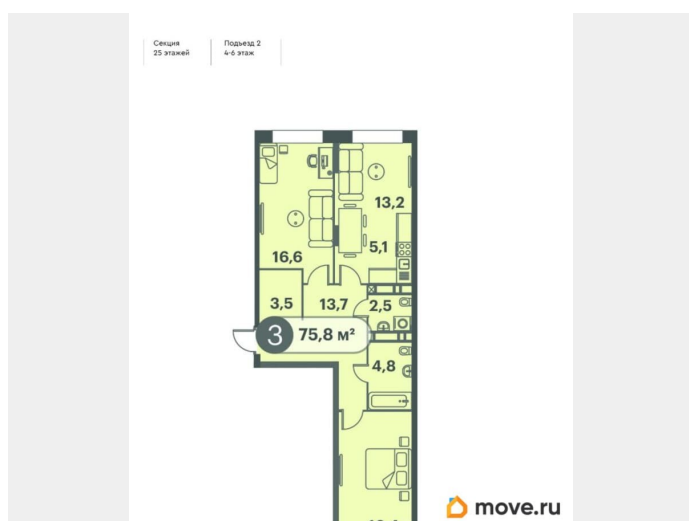 Секция
25 этажей
Подъезд 2
4-6 этаж
13,2
5,1
16,6
3,5
13,7
2,5
3
75,8 м²
4,8
move.ru